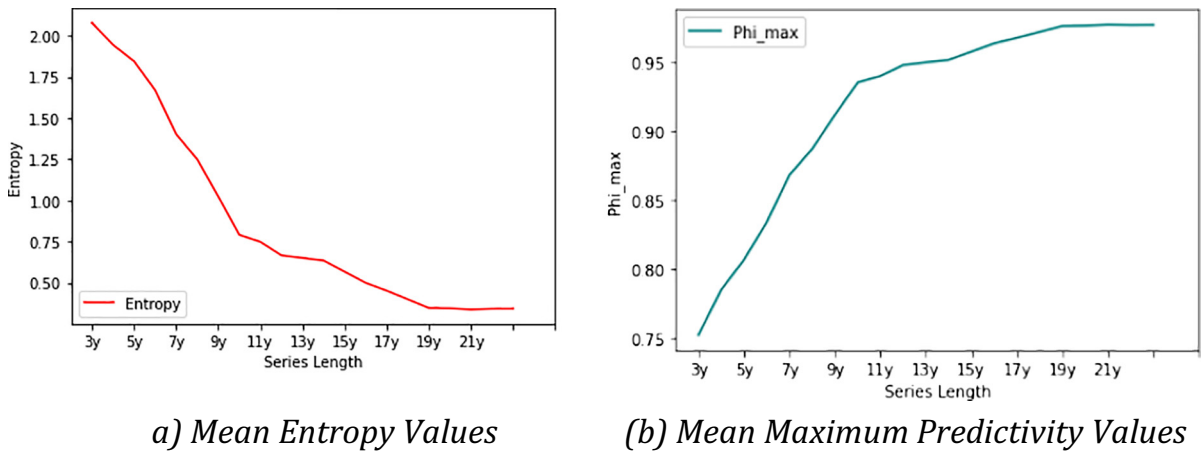 2.00
1.75
1.50
1.25
1.00
0.75
0.50
Entropy
Entropy
3y 5y 7y 9y 11y 13y 15y 17y 19y 21y
Series Length
a) Mean Entropy Values
Phi_max
0.95
0.90
0.85
0.80
0.75
Phi_max
3y 5y 7y 9y 11y 13y 15y 17y 19y 21y
Series Length
(b) Mean Maximum Predictivity Values